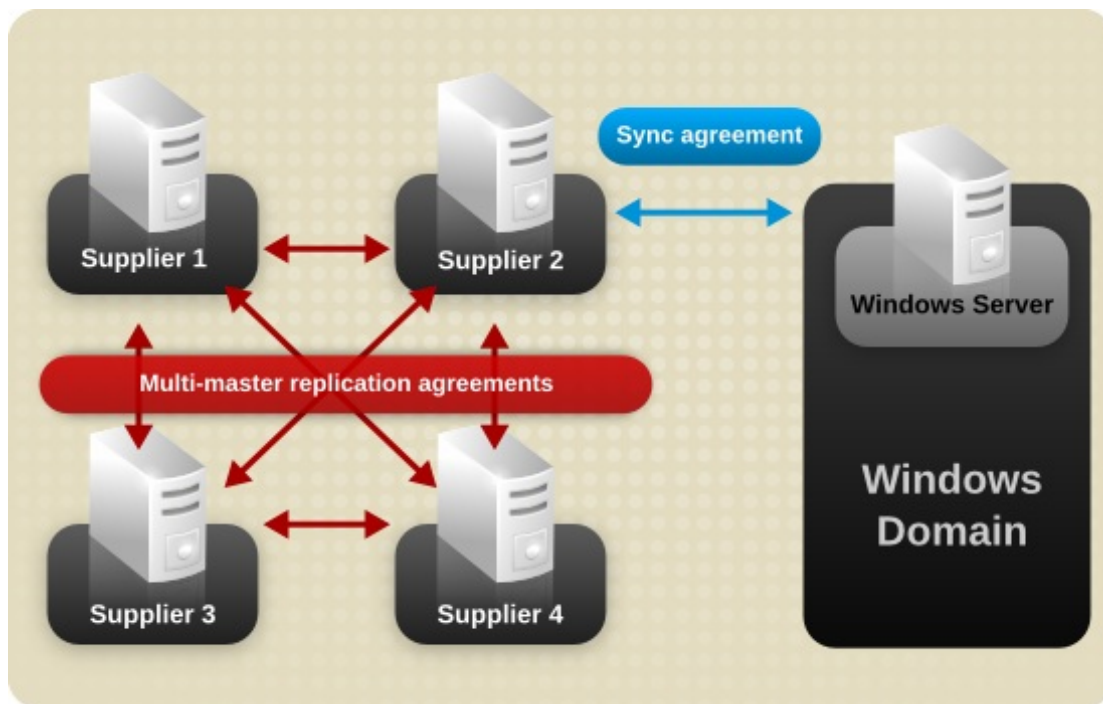 Sync agreement
Supplier 1
Supplier 2
Windows Server
Multi-master replication agreements
Windows
Domain
Supplier 3
Supplier 4